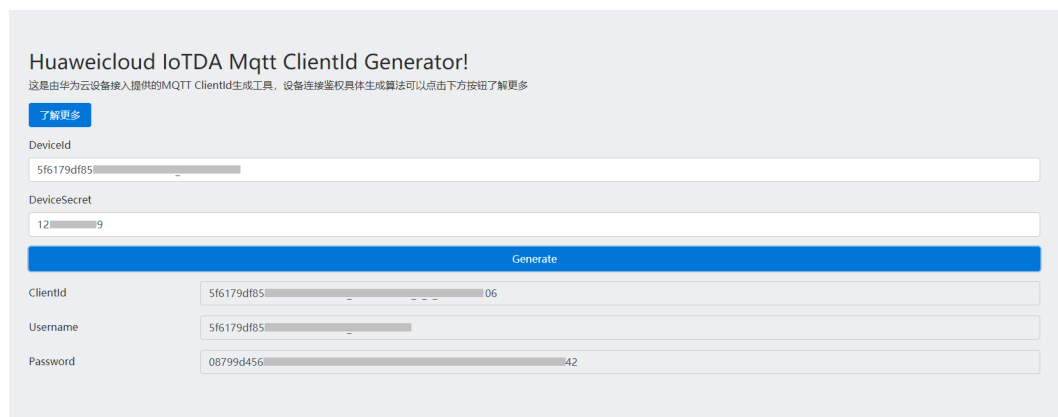 Huaweicloud IoTDA Mqtt ClientId Generator!
这是由华为云设备接入提供的MQTT ClientId生成工具，设备连接鉴权具体生成算法可以点击下方按钮了解更多
了解更多
DeviceId
5f6179df85 _
DeviceSecret
12 9
Generate
ClientId 5f6179df85 _ _ _ _ 06
Username 5f6179df85 _
Password 08799d456 42